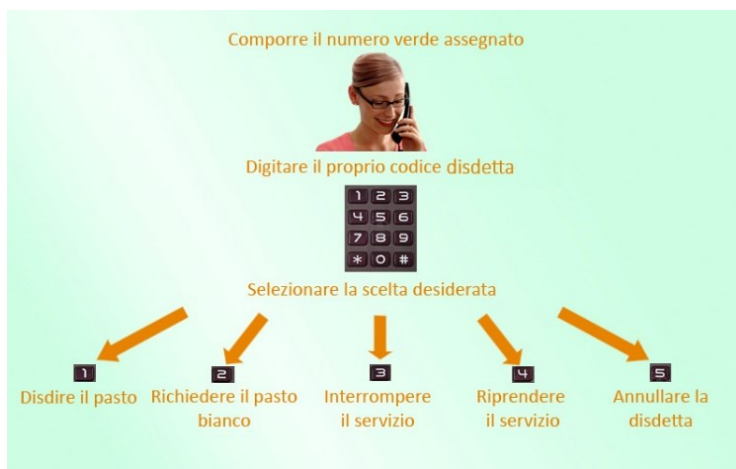 Comporre il numero verde assegnato
Digitare il proprio codice disdetta
1 2 3
4 5 6
7 8 9
* 0 #
Selezionare la scelta desiderata
1 2 3 4 5
Disdire il pasto
Richiedere il pasto
bianco
Interrompere
il servizio
Riprendere
il servizio
Annullare la
disdetta